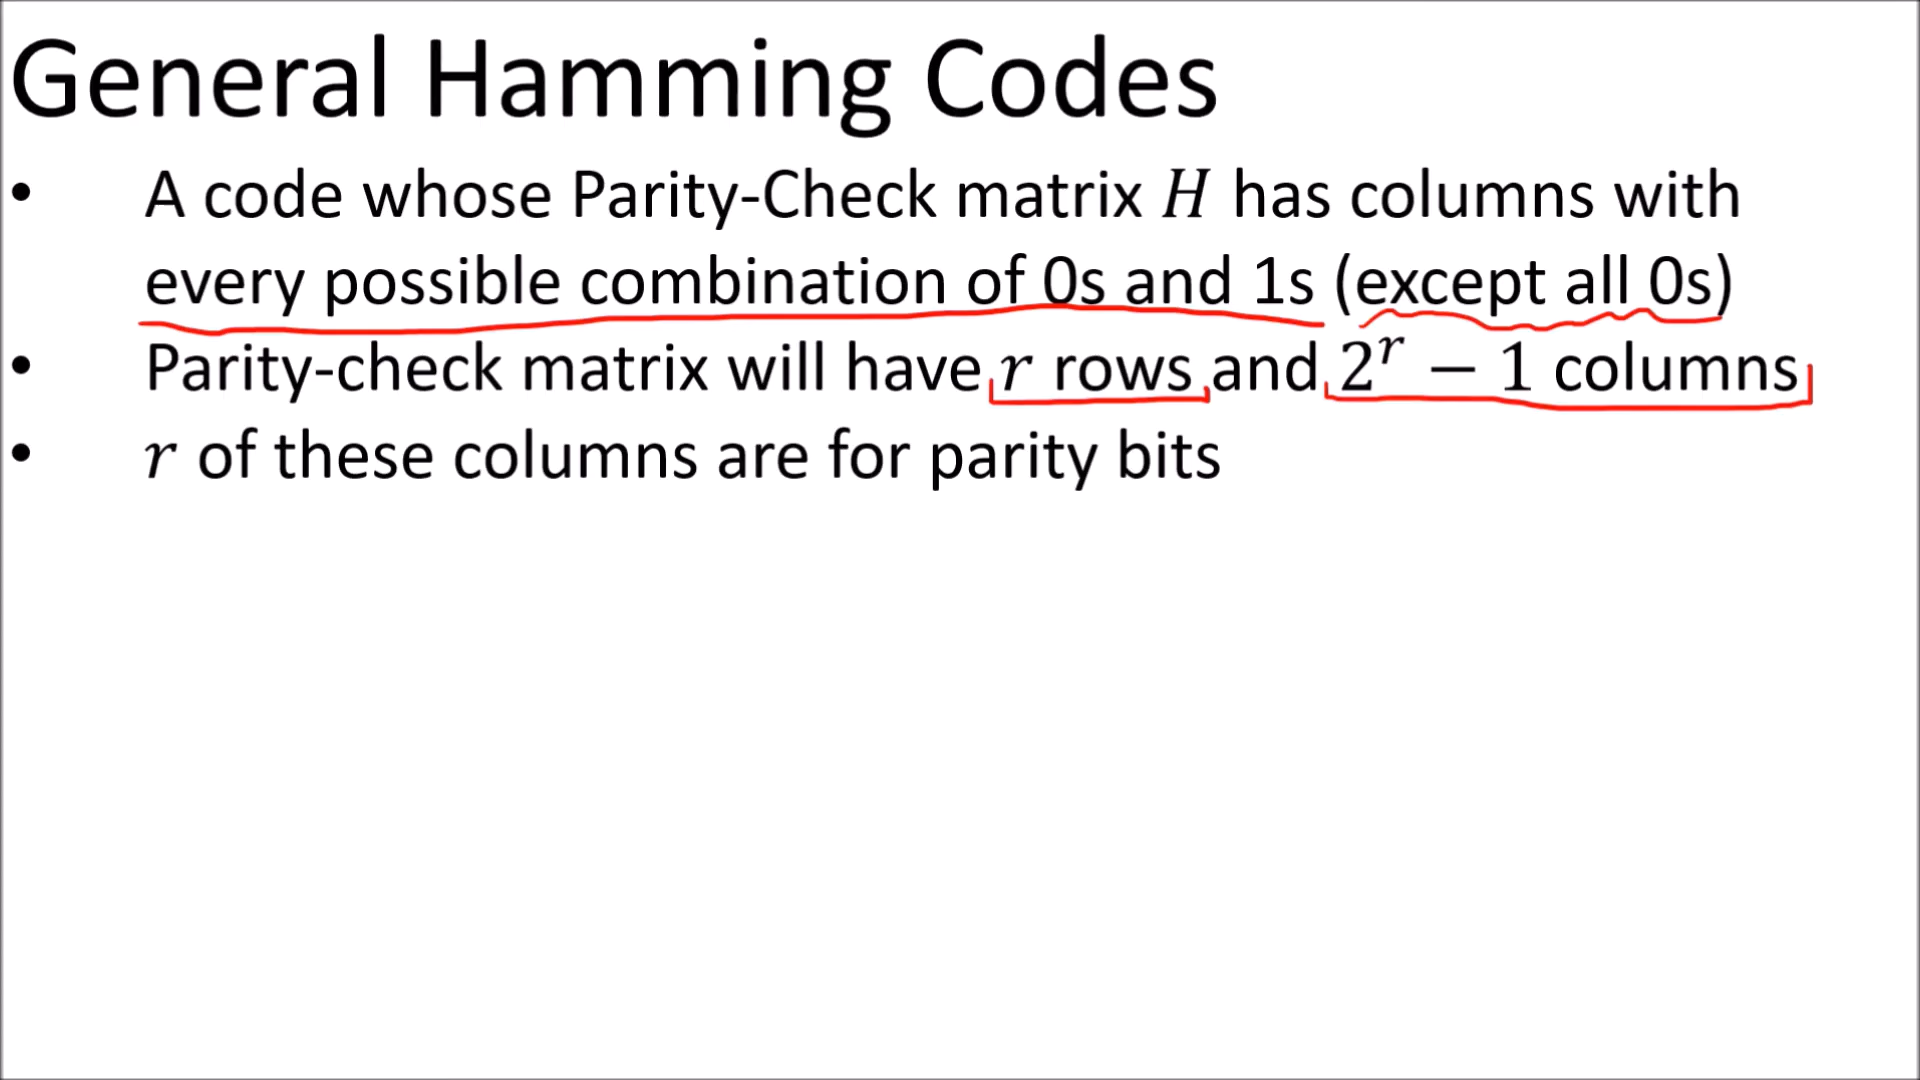 General Hamming Codes
• A code whose Parity-Check matrix H has columns with
every possible combination of 0s and 1s (except all 0s)
• Parity-check matrix will have r rows and 2^r − 1 columns
• r of these columns are for parity bits